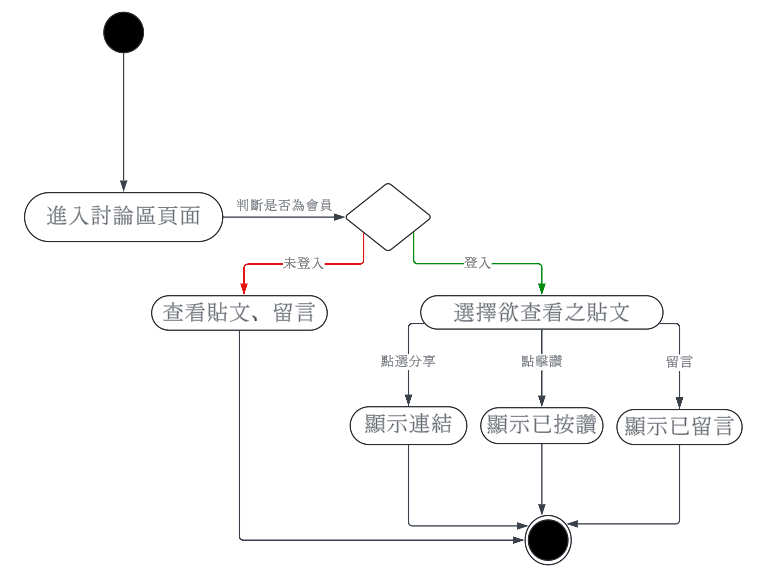 進入討論區頁面
判斷是否為會員
未登入
登入
查看貼文、留言
選擇欲查看之貼文
點選分享
點擊讚
留言
顯示連結
顯示已按讚
顯示已留言